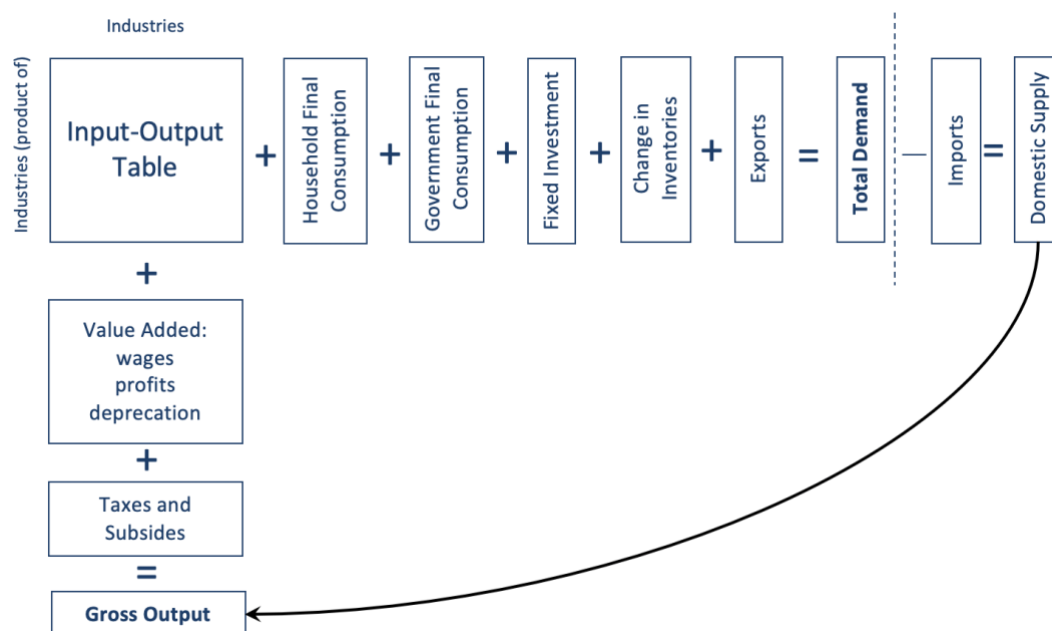 Industries
Industries (product of)
Input-Output
Table
+
Household Final
Consumption
+
Government Final
Consumption
+
Fixed Investment
+
Change in
Inventories
+
Exports
=
Total Demand
—
Imports
=
Domestic Supply
+
Value Added:
wages
profits
deprecation
+
Taxes and
Subsides
=
Gross Output